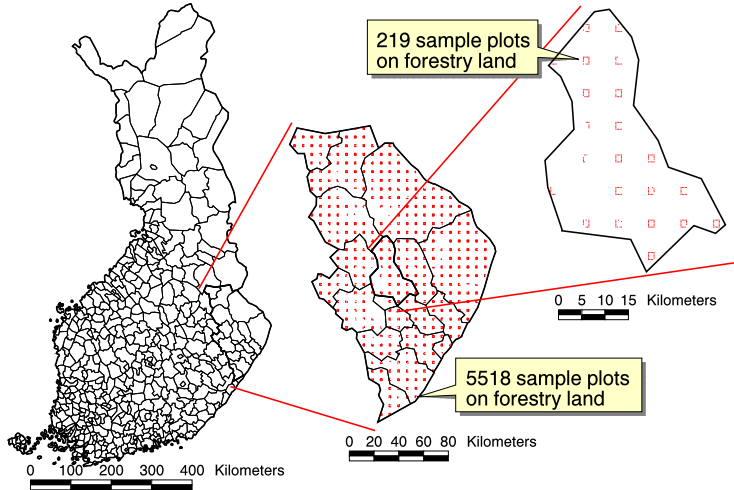 219 sample plots
on forestry land
0 5 10 15 Kilometers
5518 sample plots
on forestry land
0 20 40 60 80 Kilometers
0 100 200 300 400 Kilometers